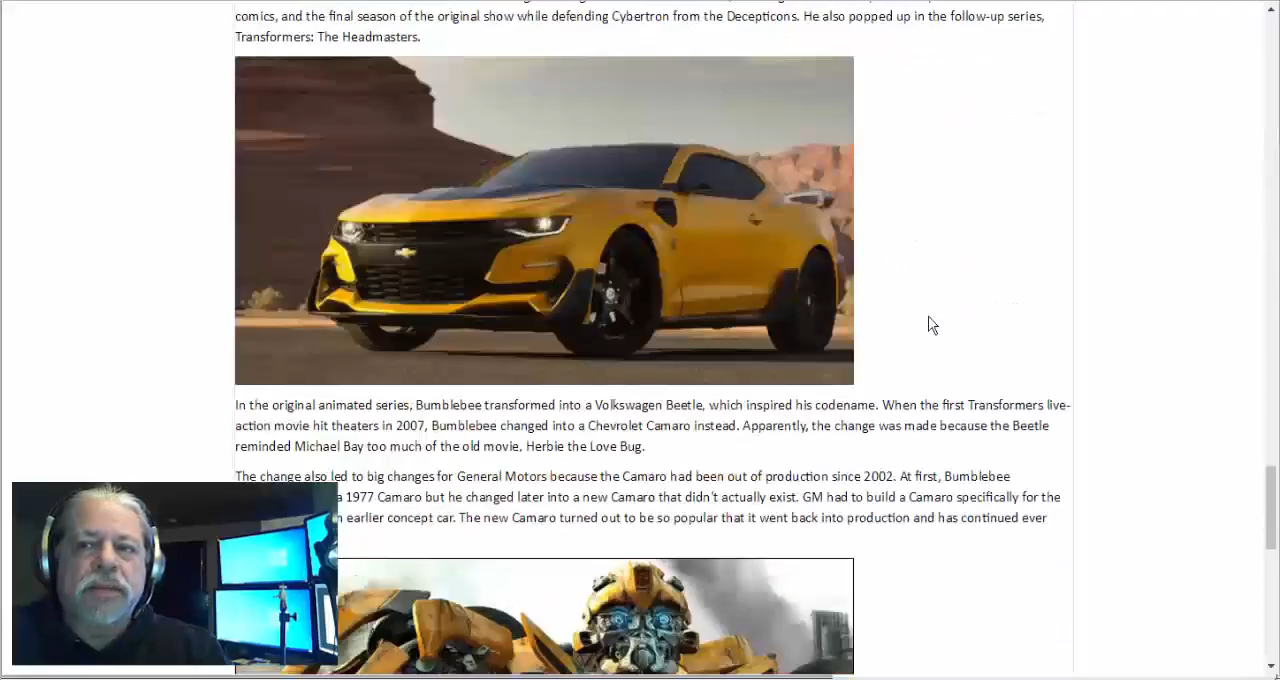 comics, and the final season of the original show while defending Cybertron from the Decepticons. He also popped up in the follow-up series,
Transformers: The Headmasters.
In the original animated series, Bumblebee transformed into a Volkswagen Beetle, which inspired his codename. When the first Transformers live-
action movie hit theaters in 2007, Bumblebee changed into a Chevrolet Camaro instead. Apparently, the change was made because the Beetle
reminded Michael Bay too much of the old movie, Herbie the Love Bug.
The change also led to big changes for General Motors because the Camaro had been out of production since 2002. At first, Bumblebee
a 1977 Camaro but he changed later into a new Camaro that didn't actually exist. GM had to build a Camaro specifically for the
earlier concept car. The new Camaro turned out to be so popular that it went back into production and has continued ever